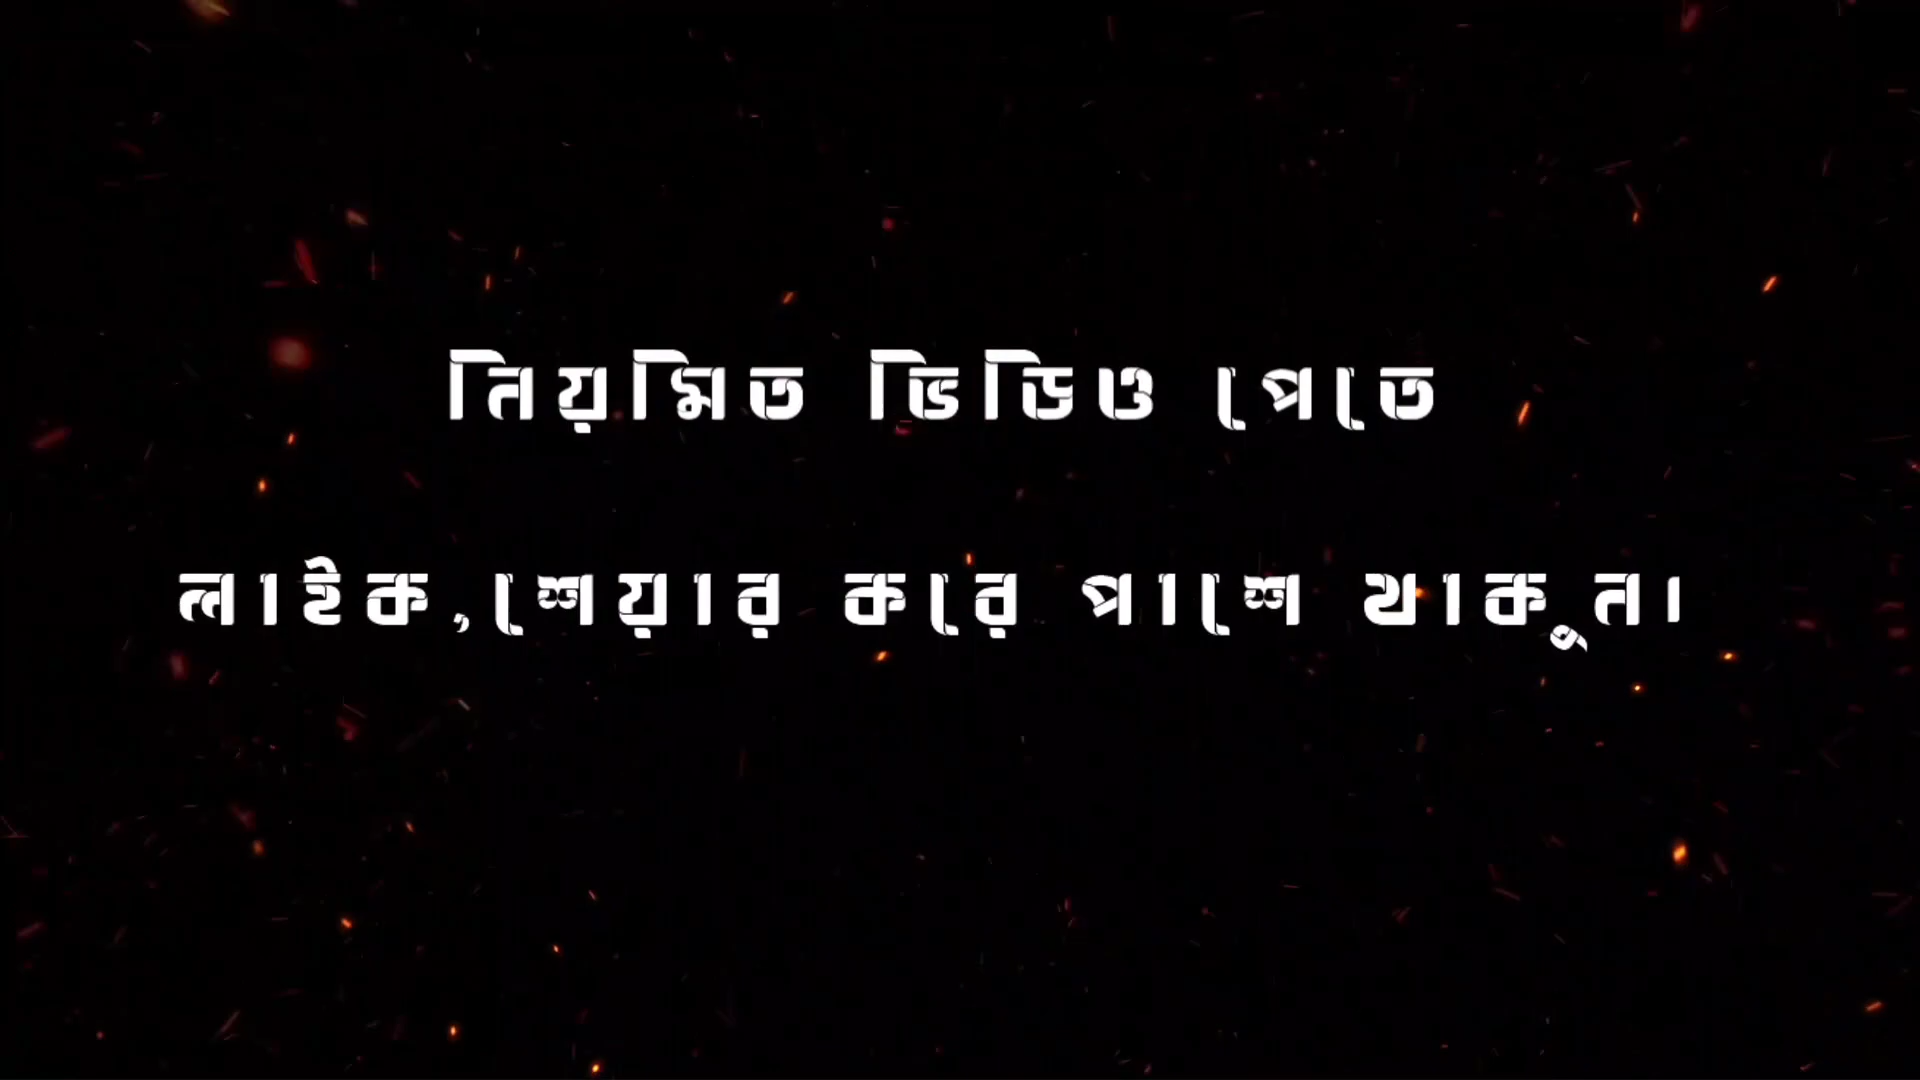 নিয়মিত ভিডিও পেতে
লাইক,শেয়ার করে পাশে থাকুন।